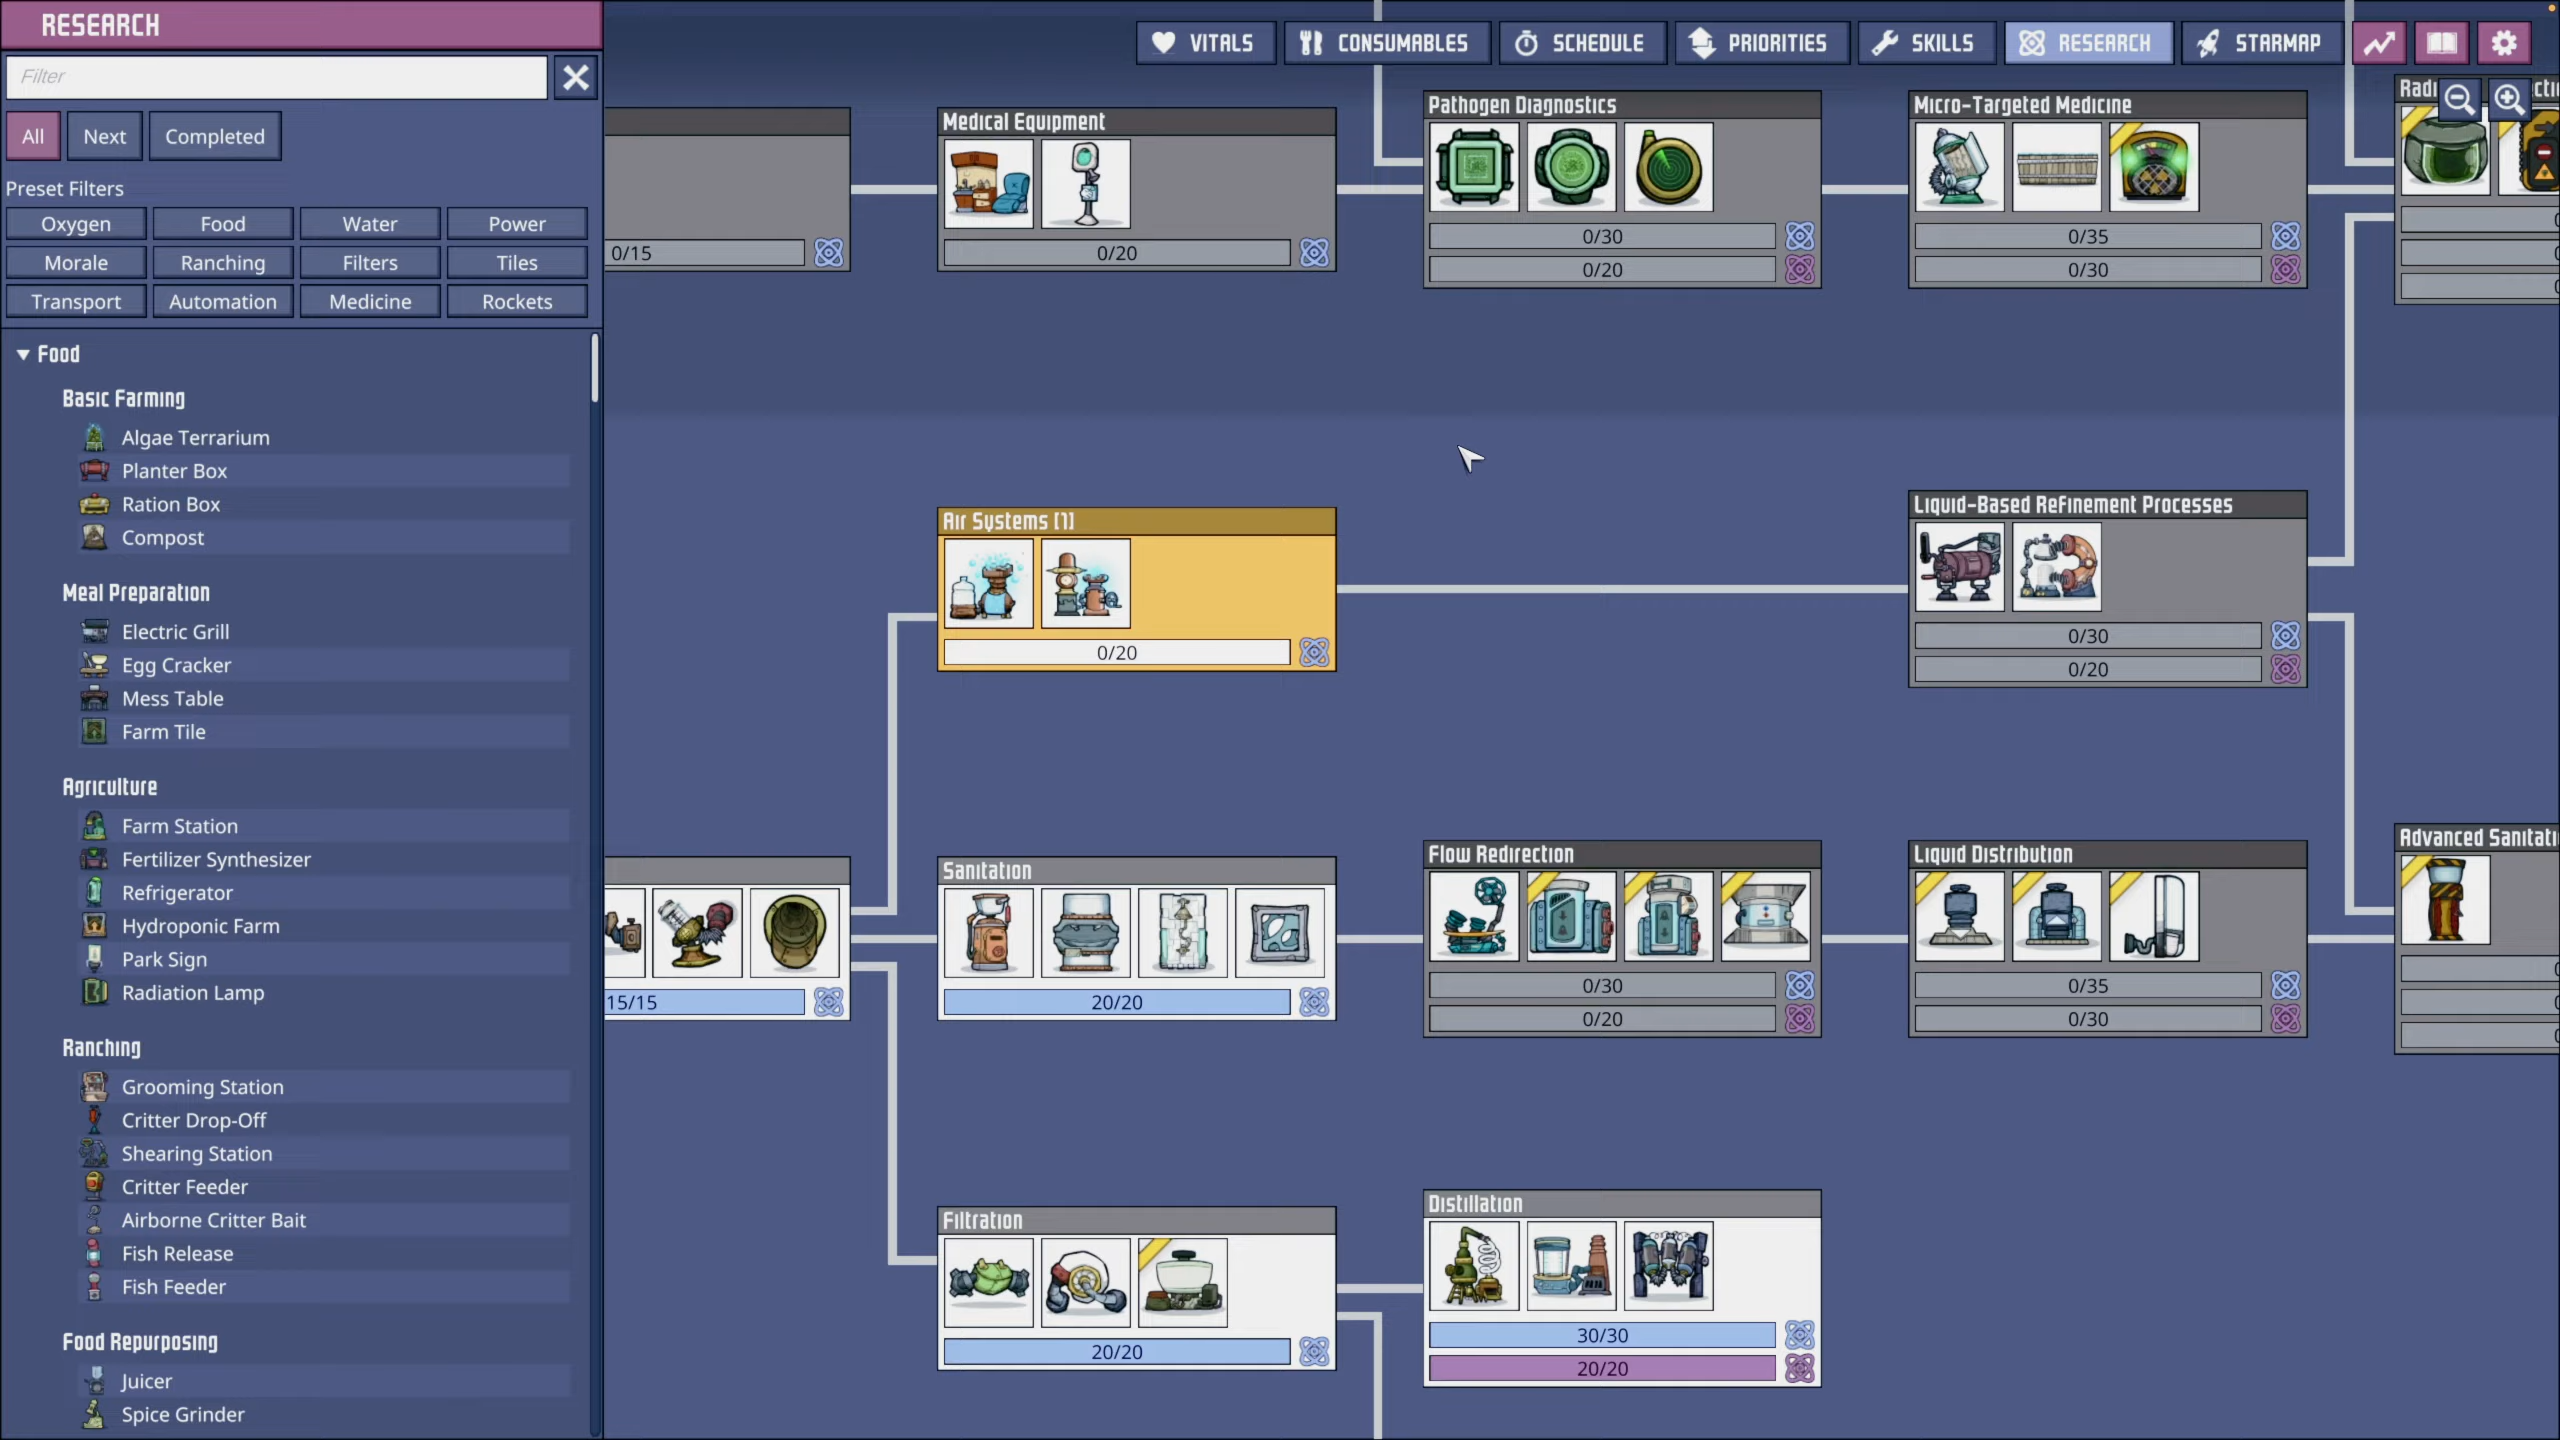 RESEARCH
Filter
All Next Completed
Preset Filters
Oxygen Food Water Power
Morale Ranching Filters Tiles
Transport Automation Medicine Rockets
Food
Basic Farming
Algae Terrarium
Planter Box
Ration Box
Compost
Meal Preparation
Electric Grill
Egg Cracker
Mess Table
Farm Tile
Agriculture
Farm Station
Fertilizer Synthesizer
Refrigerator
Hydroponic Farm
Park Sign
Radiation Lamp
Ranching
Grooming Station
Critter Drop-Off
Shearing Station
Critter Feeder
Airborne Critter Bait
Fish Release
Fish Feeder
Food Repurposing
Juicer
Spice Grinder
VITALS CONSUMABLES SCHEDULE PRIORITIES SKILLS RESEARCH STARMAP
0/15
Medical Equipment
0/20
Pathogen Diagnostics
0/30
0/20
Micro-Targeted Medicine
0/35
0/30
Air Systems [1]
0/20
Liquid-Based Refinement Processes
0/30
0/20
15/15
Sanitation
20/20
Flow Redirection
0/30
0/20
Liquid Distribution
0/35
0/30
Advanced Sanitati
Filtration
20/20
Distillation
30/30
20/20